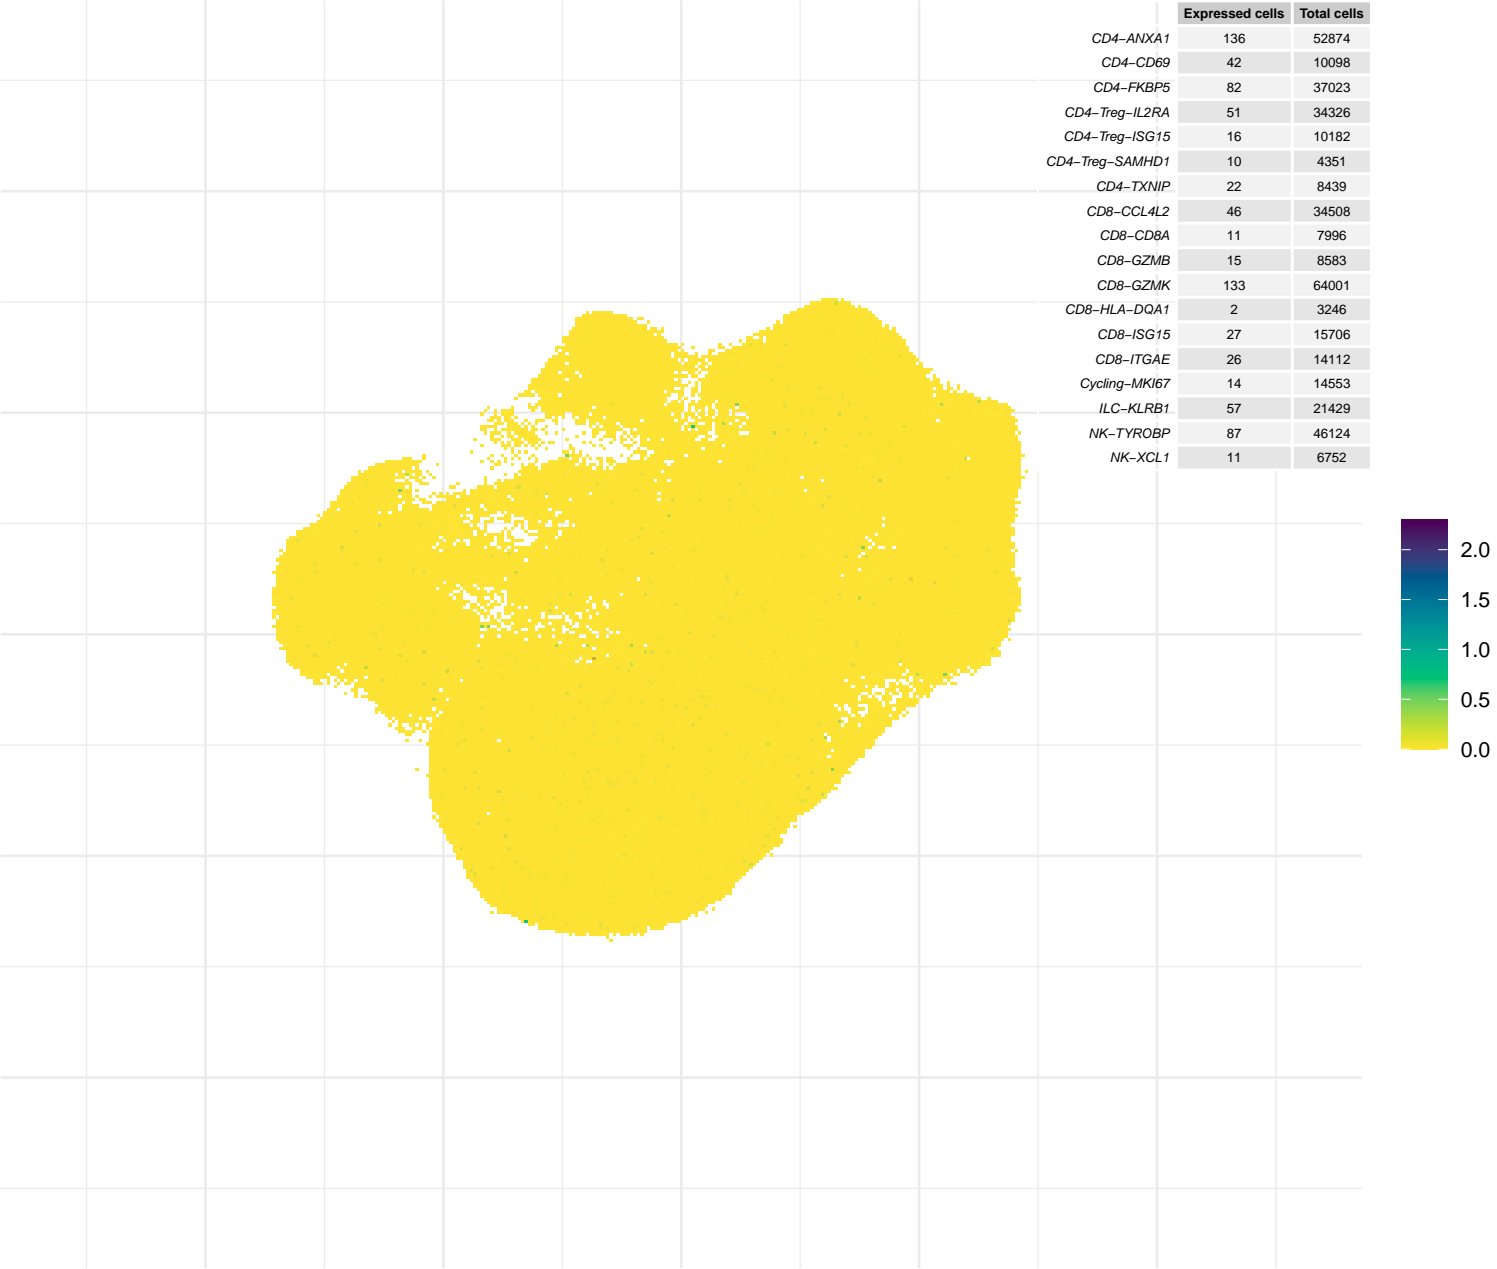 Expressed cells Total cells
CD4−ANXA1 136 52874
CD4−CD69 42 10098
CD4−FKBP5 82 37023
CD4−Treg−IL2RA 51 34326
CD4−Treg−ISG15 16 10182
CD4−Treg−SAMHD1 10 4351
CD4−TXNIP 22 8439
CD8−CCL4L2 46 34508
CD8−CD8A 11 7996
CD8−GZMB 15 8583
CD8−GZMK 133 64001
CD8−HLA−DQA1 2 3246
CD8−ISG15 27 15706
CD8−ITGAE 26 14112
Cycling−MKI67 14 14553
ILC−KLRB1 57 21429
NK−TYROBP 87 46124
NK−XCL1 11 6752
2.0
1.5
1.0
0.5
0.0